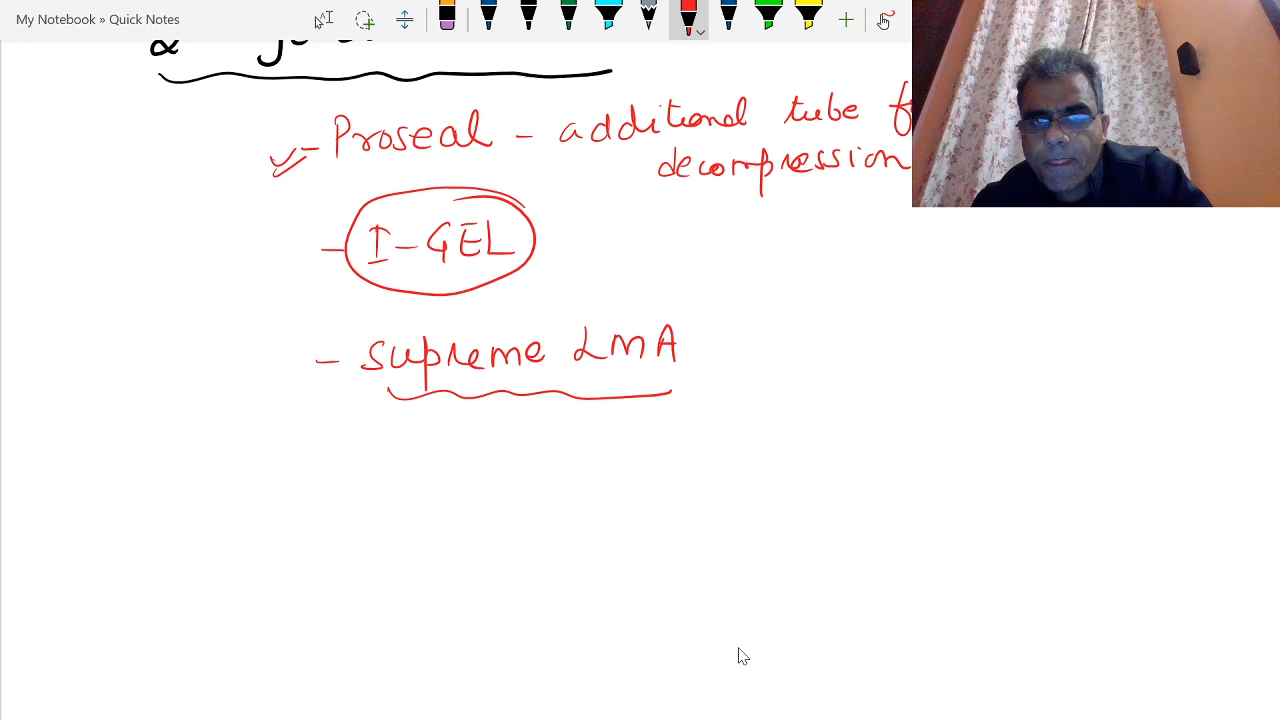 My Notebook » Quick Notes
&
- Proseal - additional tube
decompression
- I-GEL
- Supreme LMA